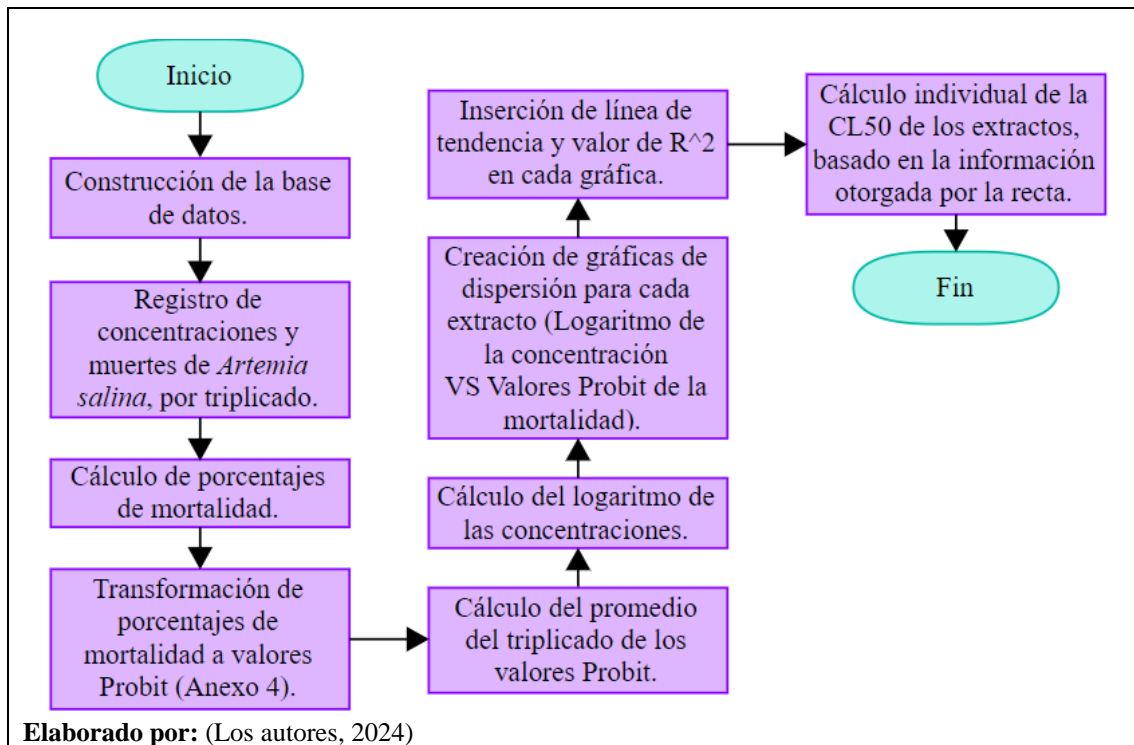 Inicio
Construcción de la base
de datos.
Registro de
concentraciones y
muertes de Artemia
salina, por triplicado.
Cálculo de porcentajes
de mortalidad.
Transformación de
porcentajes de
mortalidad a valores
Probit (Anexo 4).
Cálculo del promedio
del triplicado de los
valores Probit.
Cálculo del logaritmo de
las concentraciones.
Creación de gráficas de
dispersión para cada
extracto (Logaritmo de
la concentración
VS Valores Probit de la
mortalidad).
Inserción de línea de
tendencia y valor de R^2
en cada gráfica.
Cálculo individual de la
CL50 de los extractos,
basado en la información
otorgada por la recta.
Fin
Elaborado por: (Los autores, 2024)